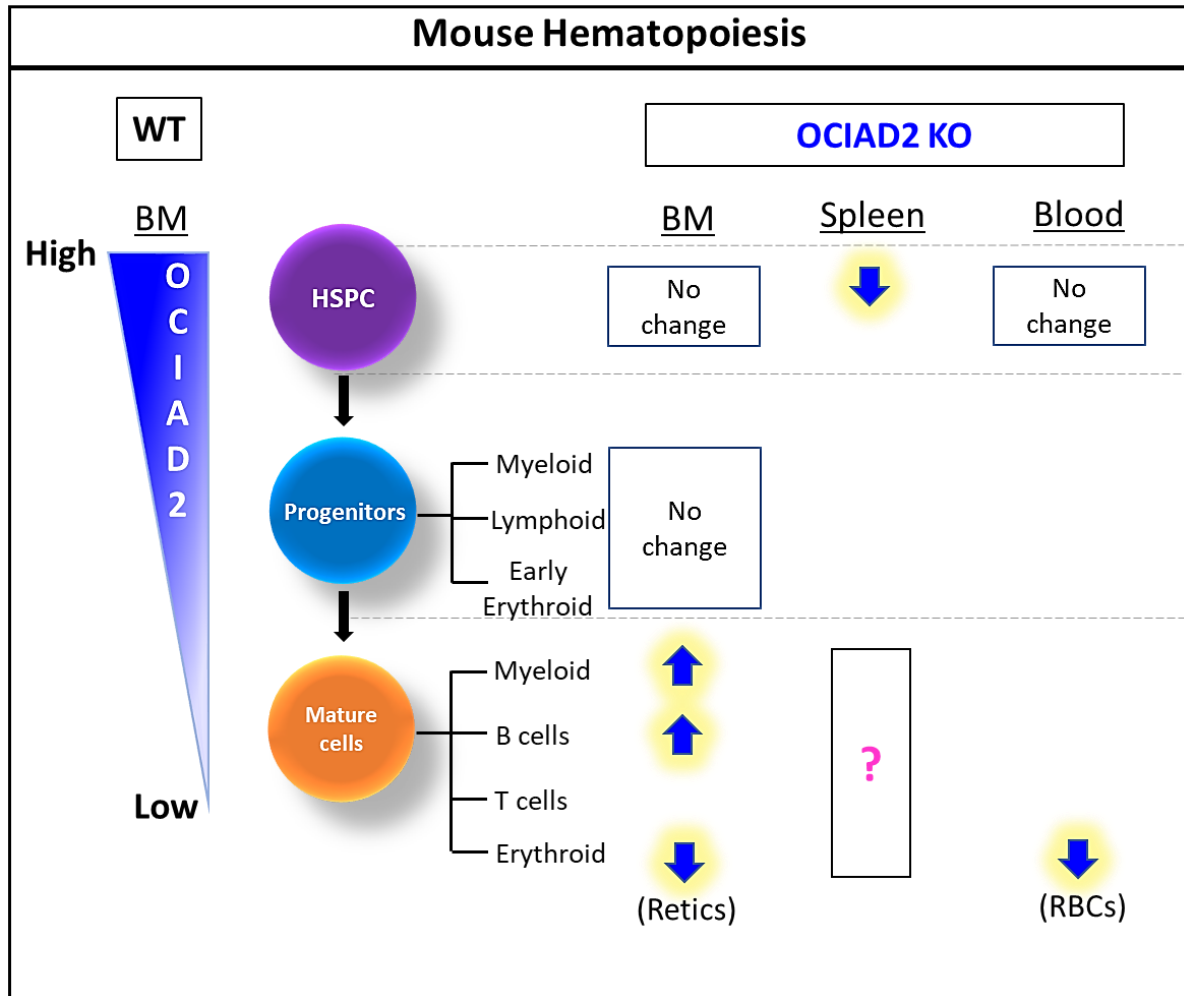 Mouse Hematopoiesis
WT
OCIAD2 KO
BM
BM
Spleen
Blood
High
O
C
I
A
D
2
HSPC
No
change
No
change
Progenitors
Myeloid
Lymphoid
Early
Erythroid
No
change
Mature
cells
Myeloid
B cells
T cells
Erythroid
?
Low
(Retics)
(RBCs)